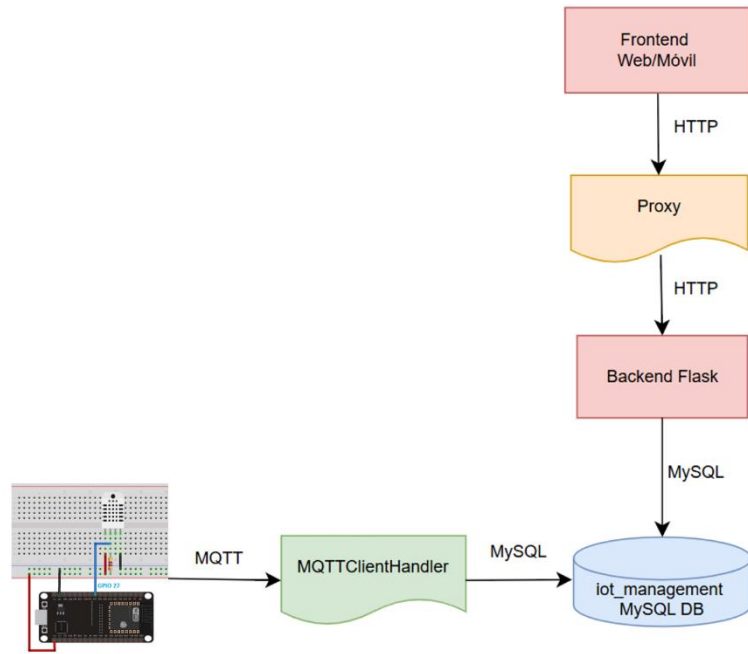 Frontend
Web/Móvil
HTTP
Proxy
HTTP
Backend Flask
MySQL
MQTT
MQTTClientHandler
MySQL
iot_management
MySQL DB
GPIO 27